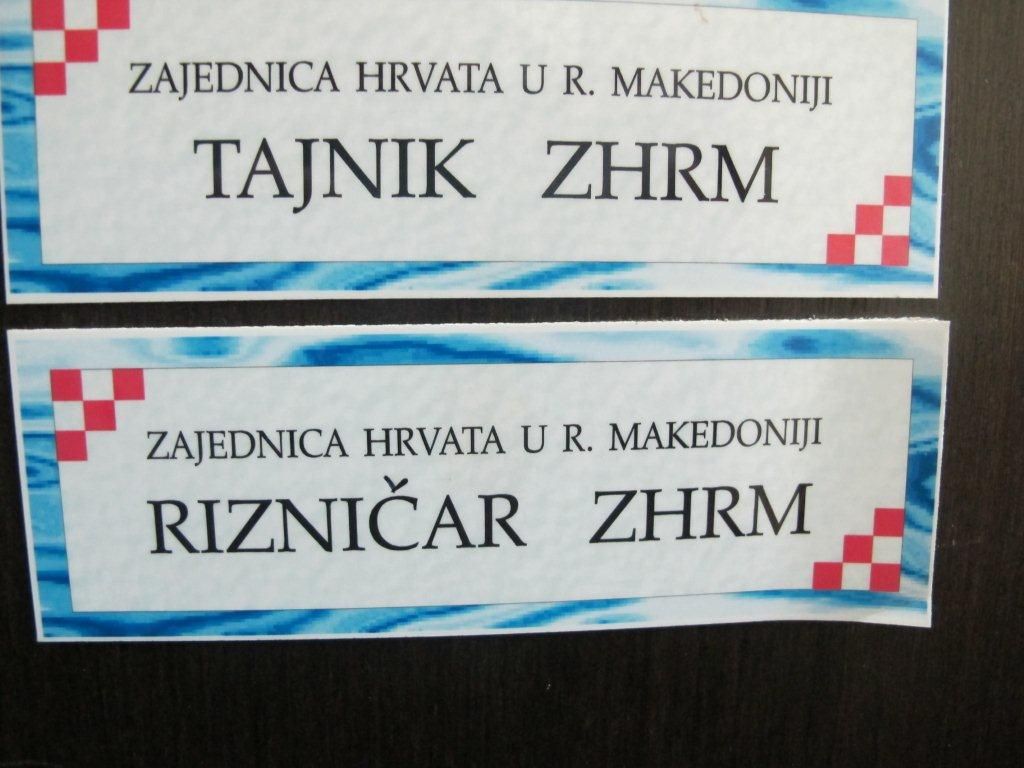 ZAJEDNICA HRVATA U R. MAKEDONIJI
TAJNIK ZHRM
ZAJEDNICA HRVATA U R. MAKEDONIJI
RIZNIČAR ZHRM